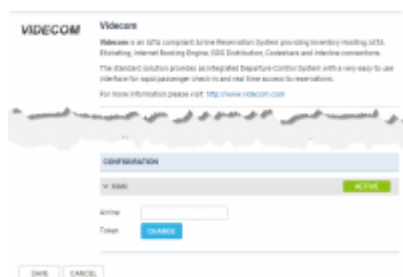 VIDECOM
Videcom
Videcom is an IATA compliant Airline Reservation System providing Inventory Hosting, IATA
Eticketing, Internet Booking Engine, GDS Distribution, Codeshare and Interline connections.
The standard solution provides an integrated Departure Control System with a very easy to use
interface for rapid passenger check-in and real time access to reservations.
For more information please visit: http://www.videcom.com
CONFIGURATION
MAIN
ACTIVE
Airline
Token
CHANGE
SAVE
CANCEL